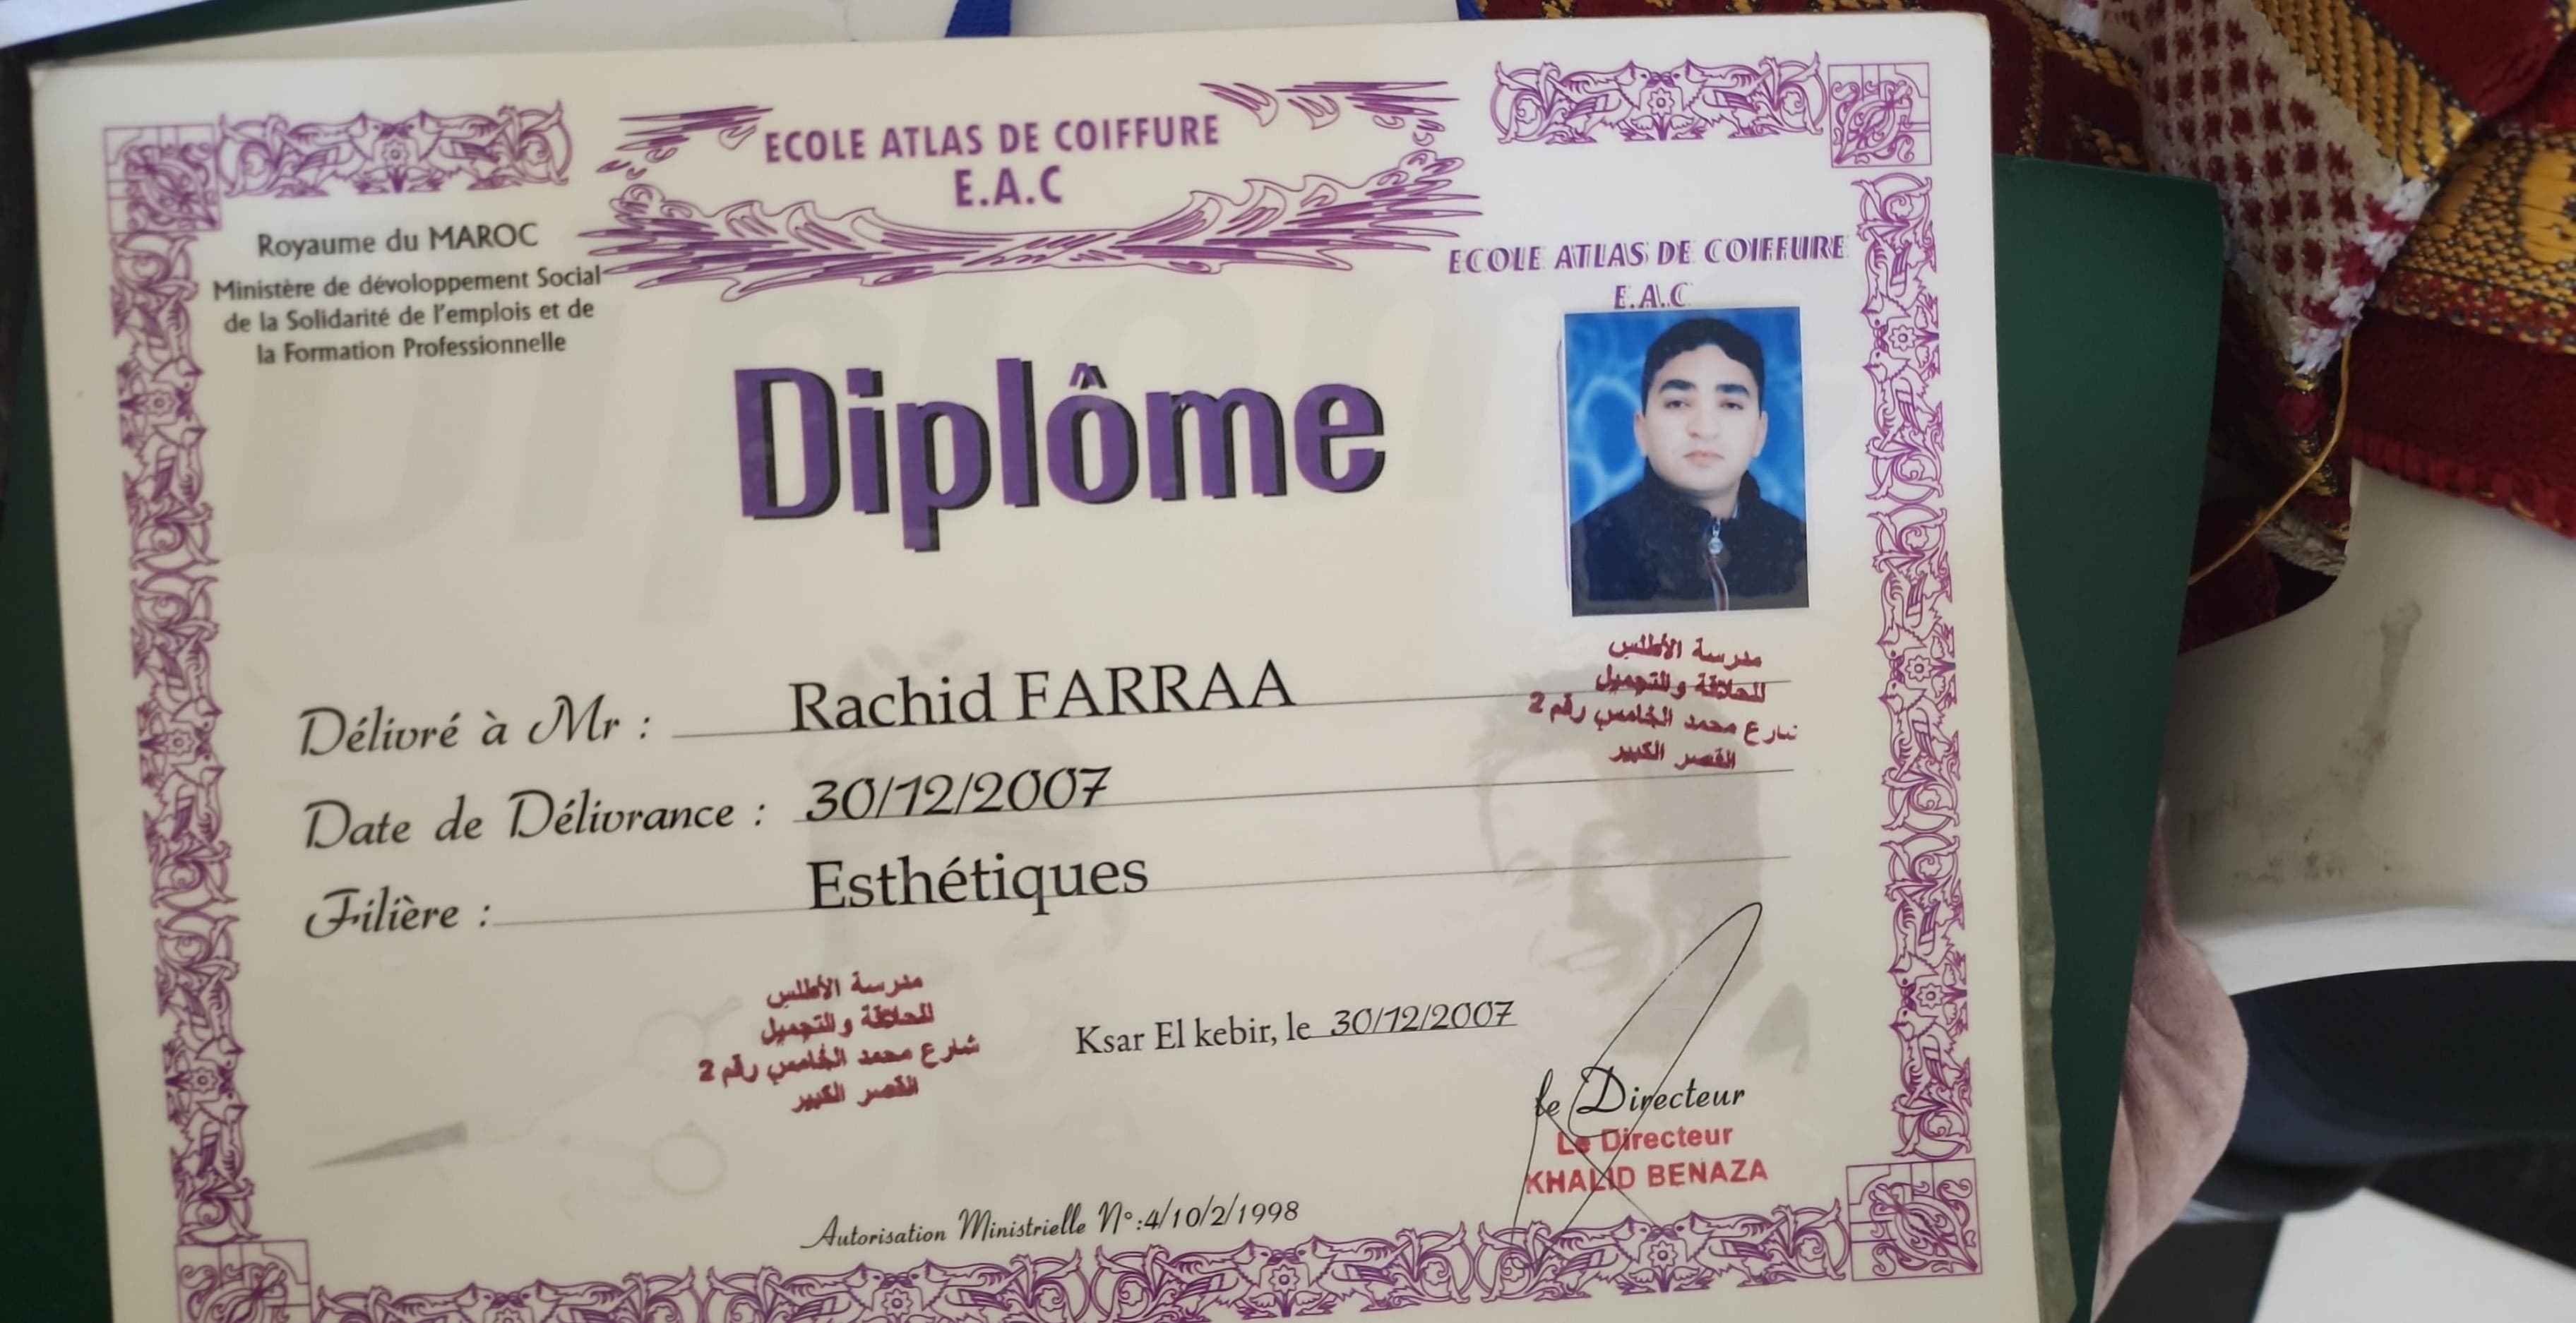 ECOLE ATLAS DE COIFFURE
E.A.C
Royaume du MAROC
Ministère de dévoloppement Social
de la Solidarité de l'emplois et de
la Formation Professionnelle
ECOLE ATLAS DE COIFFURE
E.A.C
Diplôme
Délivré à Mr : Rachid FARRAA
Date de Délivrance : 30/12/2007
Filière : Esthétiques
مدرسة الأطلس
للحلاقة والتجميل
شارع محمد الخامس رقم 2
القصر الكبير
مدرسة الأطلس
للحلاقة والتجميل
شارع محمد الخامس رقم 2
القصر الكبير
Ksar El kebir, le 30/12/2007
le Directeur
Le Directeur
KHALID BENAZA
Autorisation Ministrielle N°:4/10/2/1998